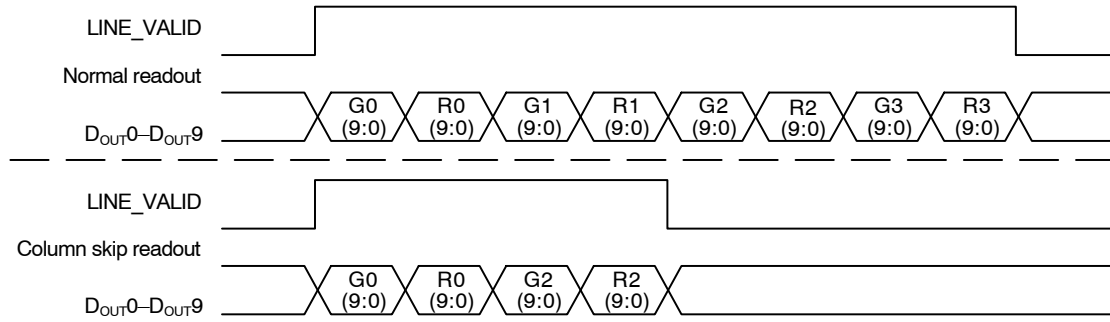 LINE_VALID
Normal readout
G0 R0 G1 R1 G2 R2 G3 R3
DOUT0–DOUT9 (9:0) (9:0) (9:0) (9:0) (9:0) (9:0) (9:0) (9:0)
LINE_VALID
Column skip readout
G0 R0 G2 R2
DOUT0–DOUT9 (9:0) (9:0) (9:0) (9:0)